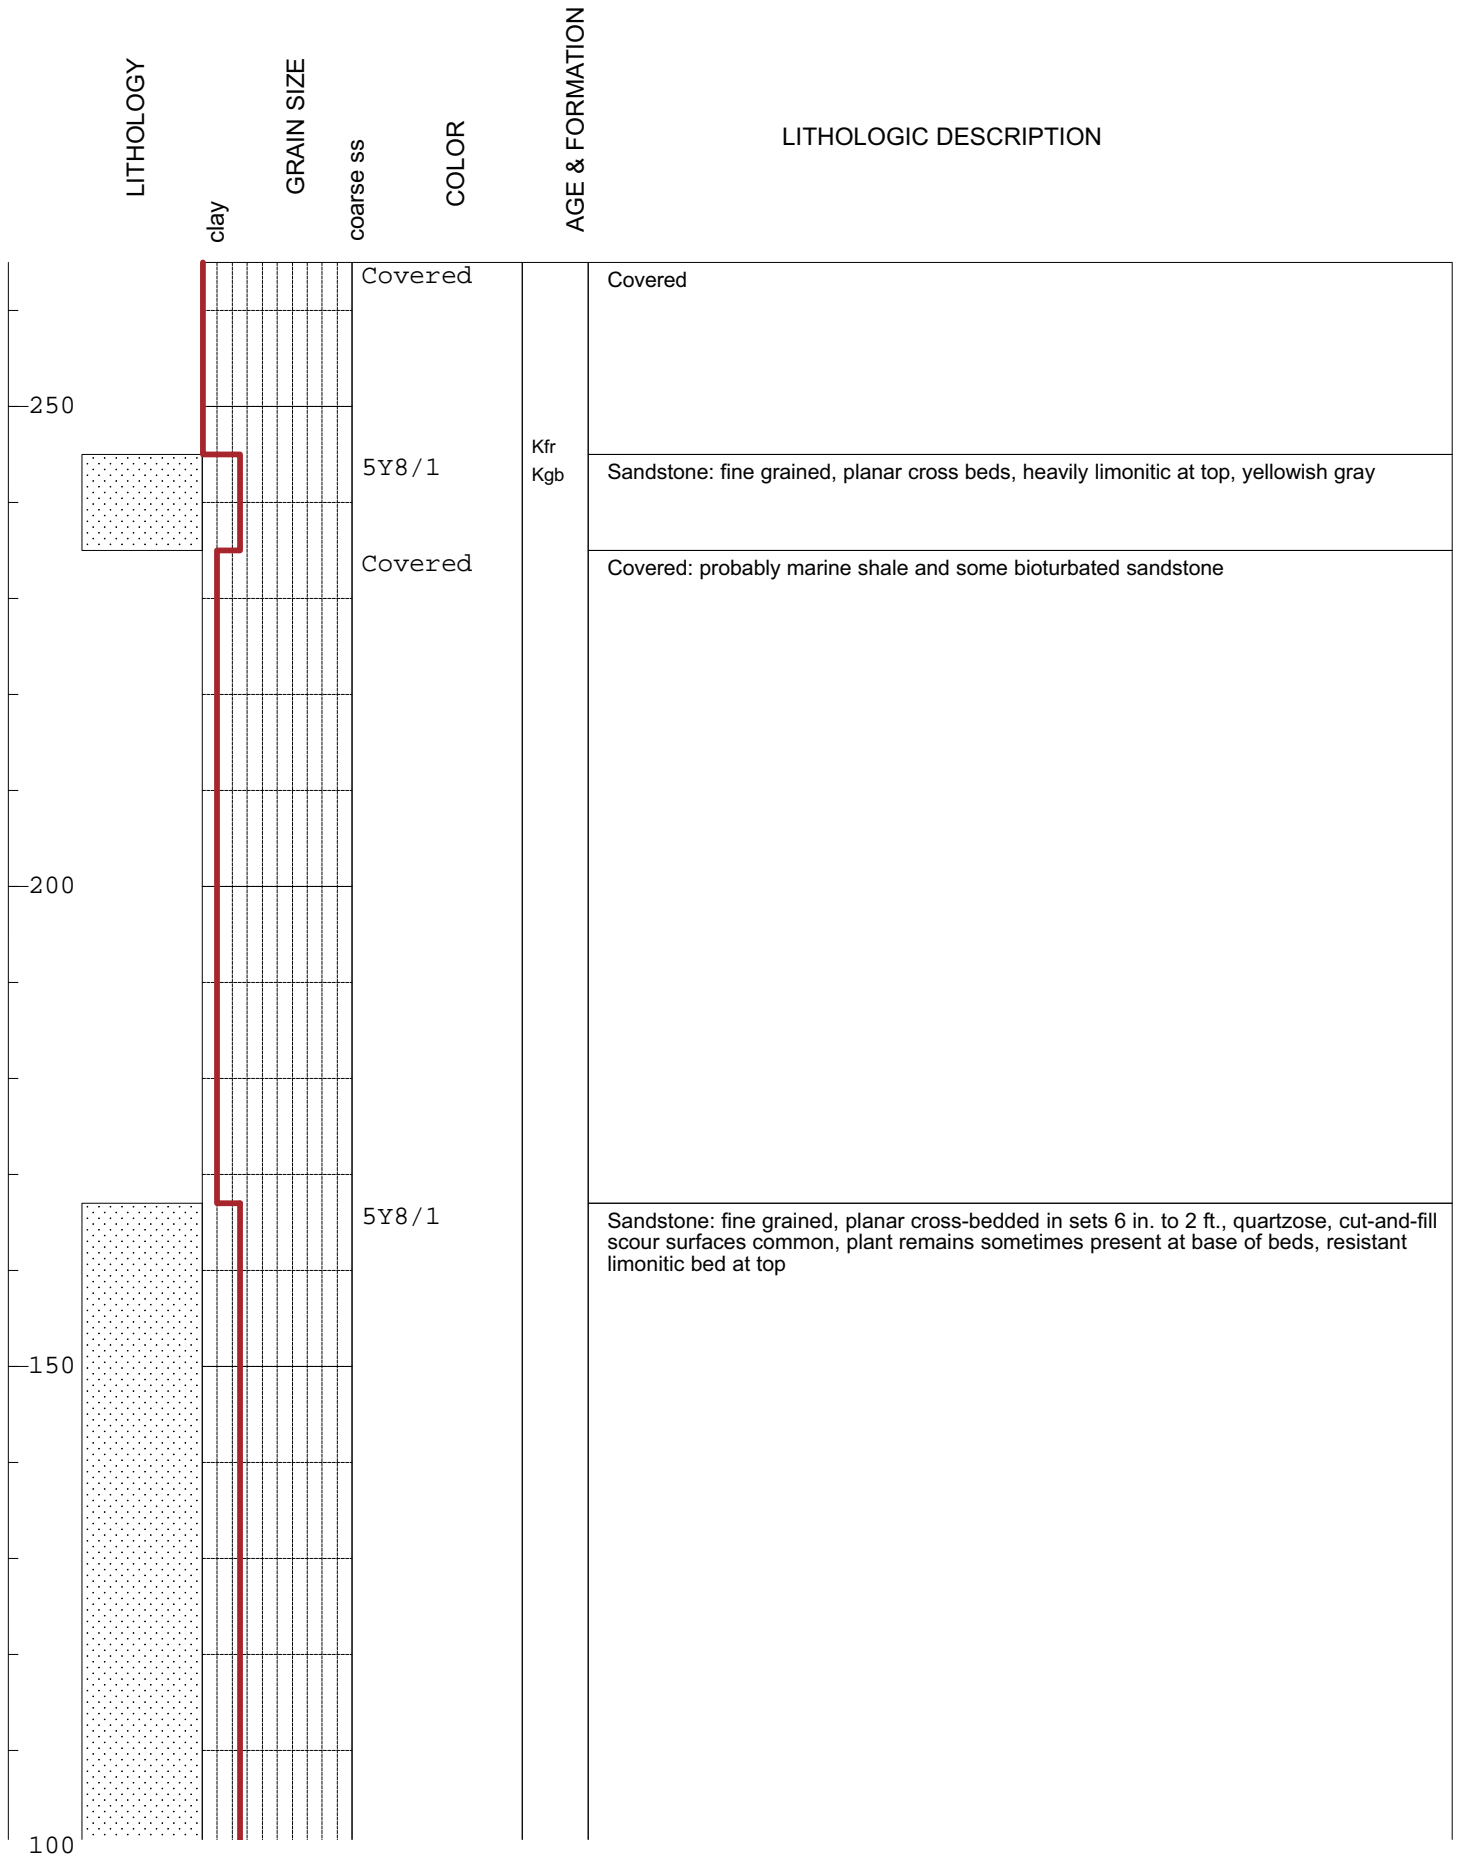 LITHOLOGY
clay
GRAIN SIZE
coarse ss
COLOR
AGE & FORMATION
LITHOLOGIC DESCRIPTION
Covered
Covered
250
Kfr
5Y8/1
Kgb
Sandstone: fine grained, planar cross beds, heavily limonitic at top, yellowish gray
Covered
Covered: probably marine shale and some bioturbated sandstone
200
5Y8/1
Sandstone: fine grained, planar cross-bedded in sets 6 in. to 2 ft., quartzose, cut-and-fill
scour surfaces common, plant remains sometimes present at base of beds, resistant
limonitic bed at top
150
100